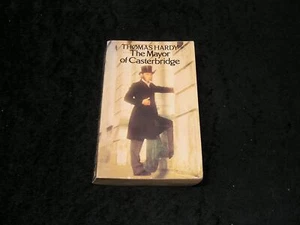 THOMAS HARDY
The Mayor
of Casterbridge